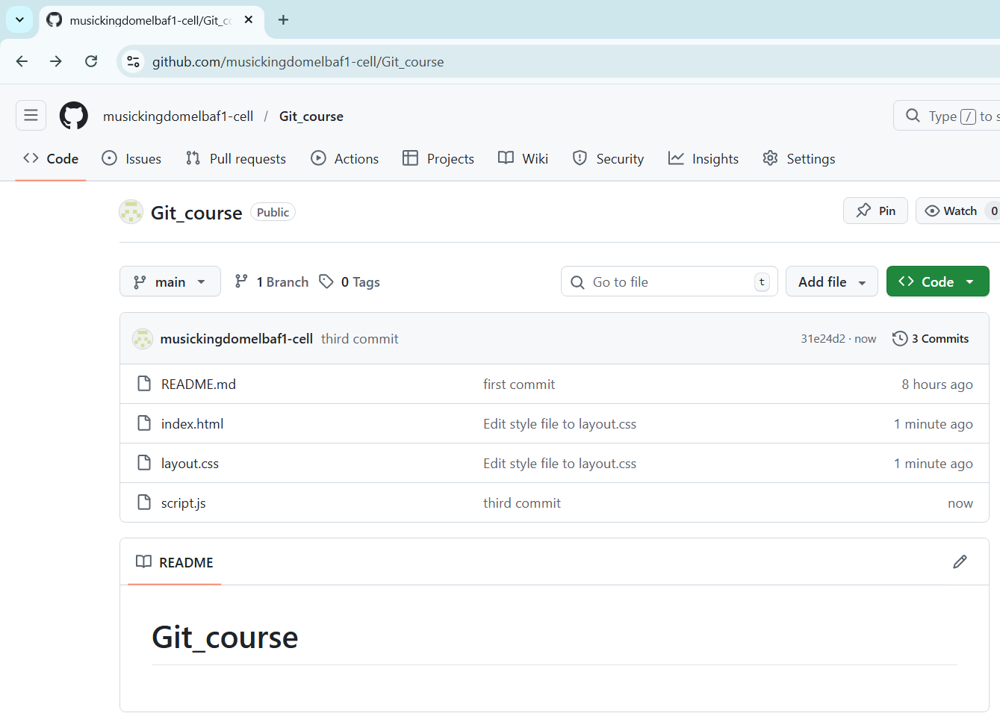 musickingdomelbaf1-cell/Git_c
github.com/musickingdomelbaf1-cell/Git_course
musickingdomelbaf1-cell / Git_course
Type / to s
Code Issues Pull requests Actions Projects Wiki Security Insights Settings
Git_course Public Pin Watch 0
main 1 Branch 0 Tags Go to file t Add file Code
musickingdomelbaf1-cell third commit 31e24d2 · now 3 Commits
README.md first commit 8 hours ago
index.html Edit style file to layout.css 1 minute ago
layout.css Edit style file to layout.css 1 minute ago
script.js third commit now
README
Git_course